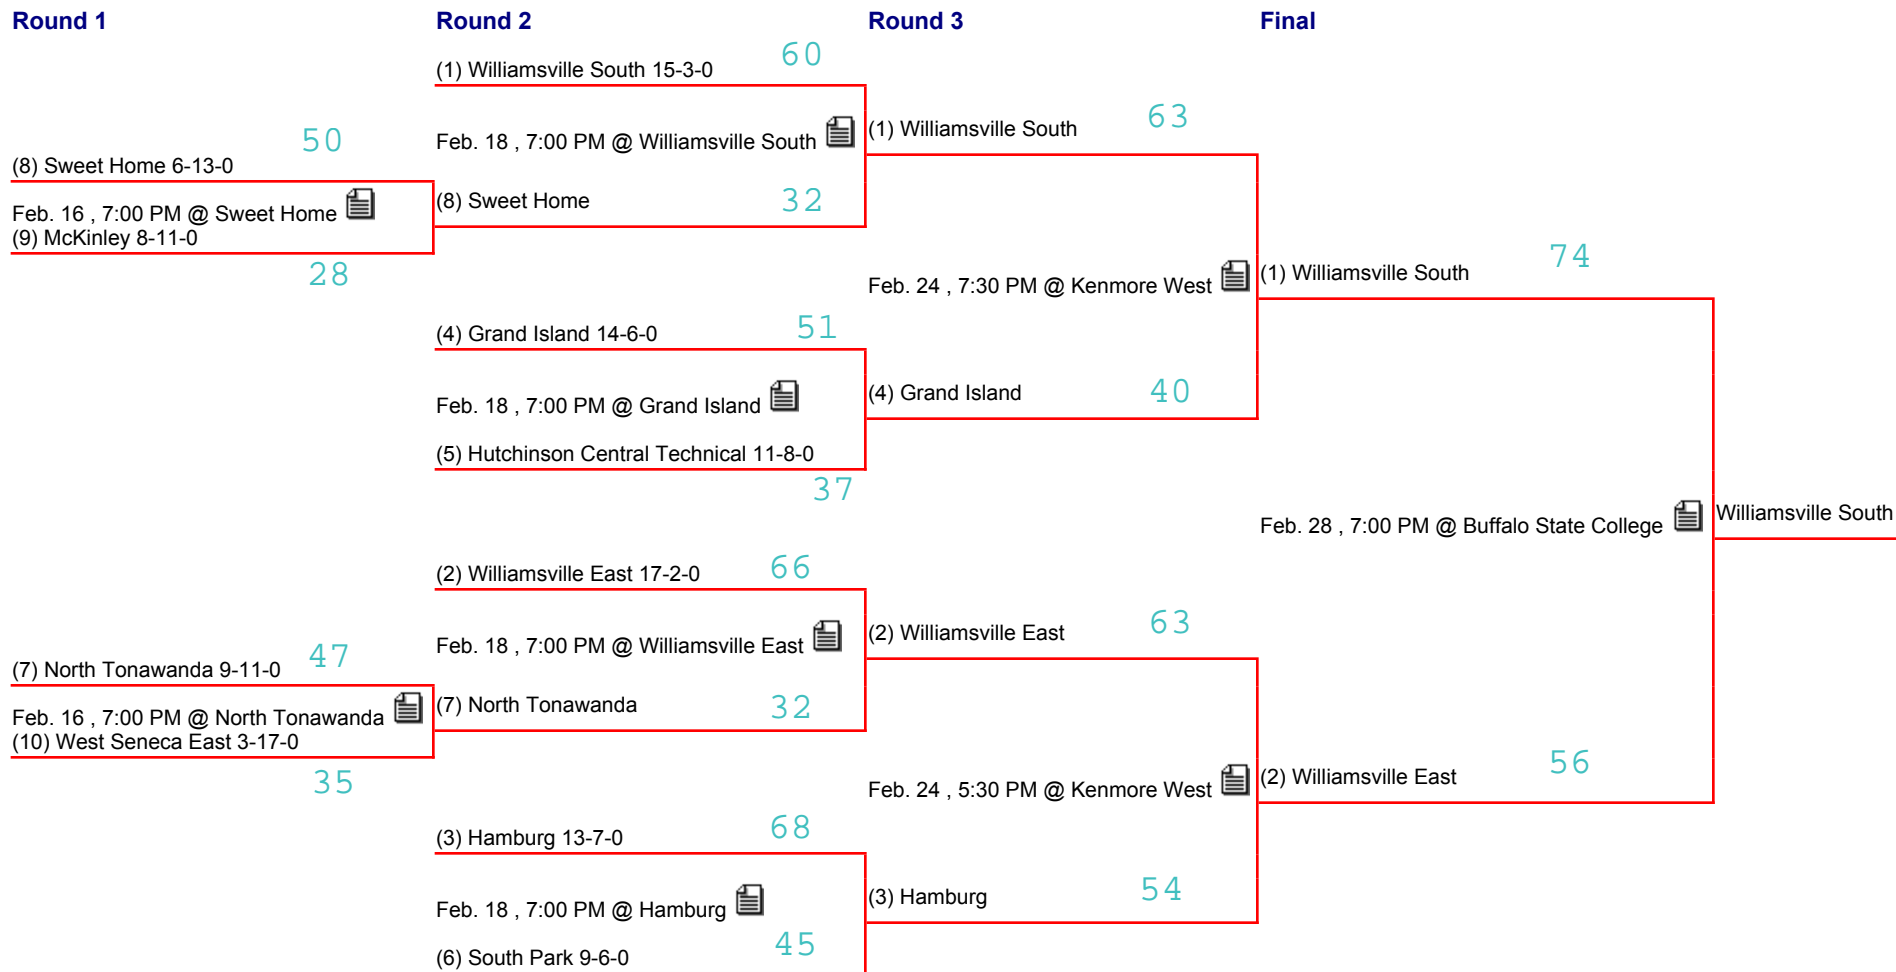 Round 1
Round 2
Round 3
Final
60
(1) Williamsville South 15-3-0
63
(1) Williamsville South
50
Feb. 18 , 7:00 PM @ Williamsville South
(8) Sweet Home 6-13-0
(8) Sweet Home
32
Feb. 16 , 7:00 PM @ Sweet Home
(9) McKinley 8-11-0
28
74
(1) Williamsville South
Feb. 24 , 7:30 PM @ Kenmore West
(4) Grand Island 14-6-0
51
Feb. 18 , 7:00 PM @ Grand Island
(4) Grand Island
40
(5) Hutchinson Central Technical 11-8-0
37
Feb. 28 , 7:00 PM @ Buffalo State College
Williamsville South
(2) Williamsville East 17-2-0
66
(2) Williamsville East
63
Feb. 18 , 7:00 PM @ Williamsville East
(7) North Tonawanda 9-11-0
47
(7) North Tonawanda
32
Feb. 16 , 7:00 PM @ North Tonawanda
(10) West Seneca East 3-17-0
35
(2) Williamsville East
56
Feb. 24 , 5:30 PM @ Kenmore West
(3) Hamburg 13-7-0
68
(3) Hamburg
54
Feb. 18 , 7:00 PM @ Hamburg
(6) South Park 9-6-0
45